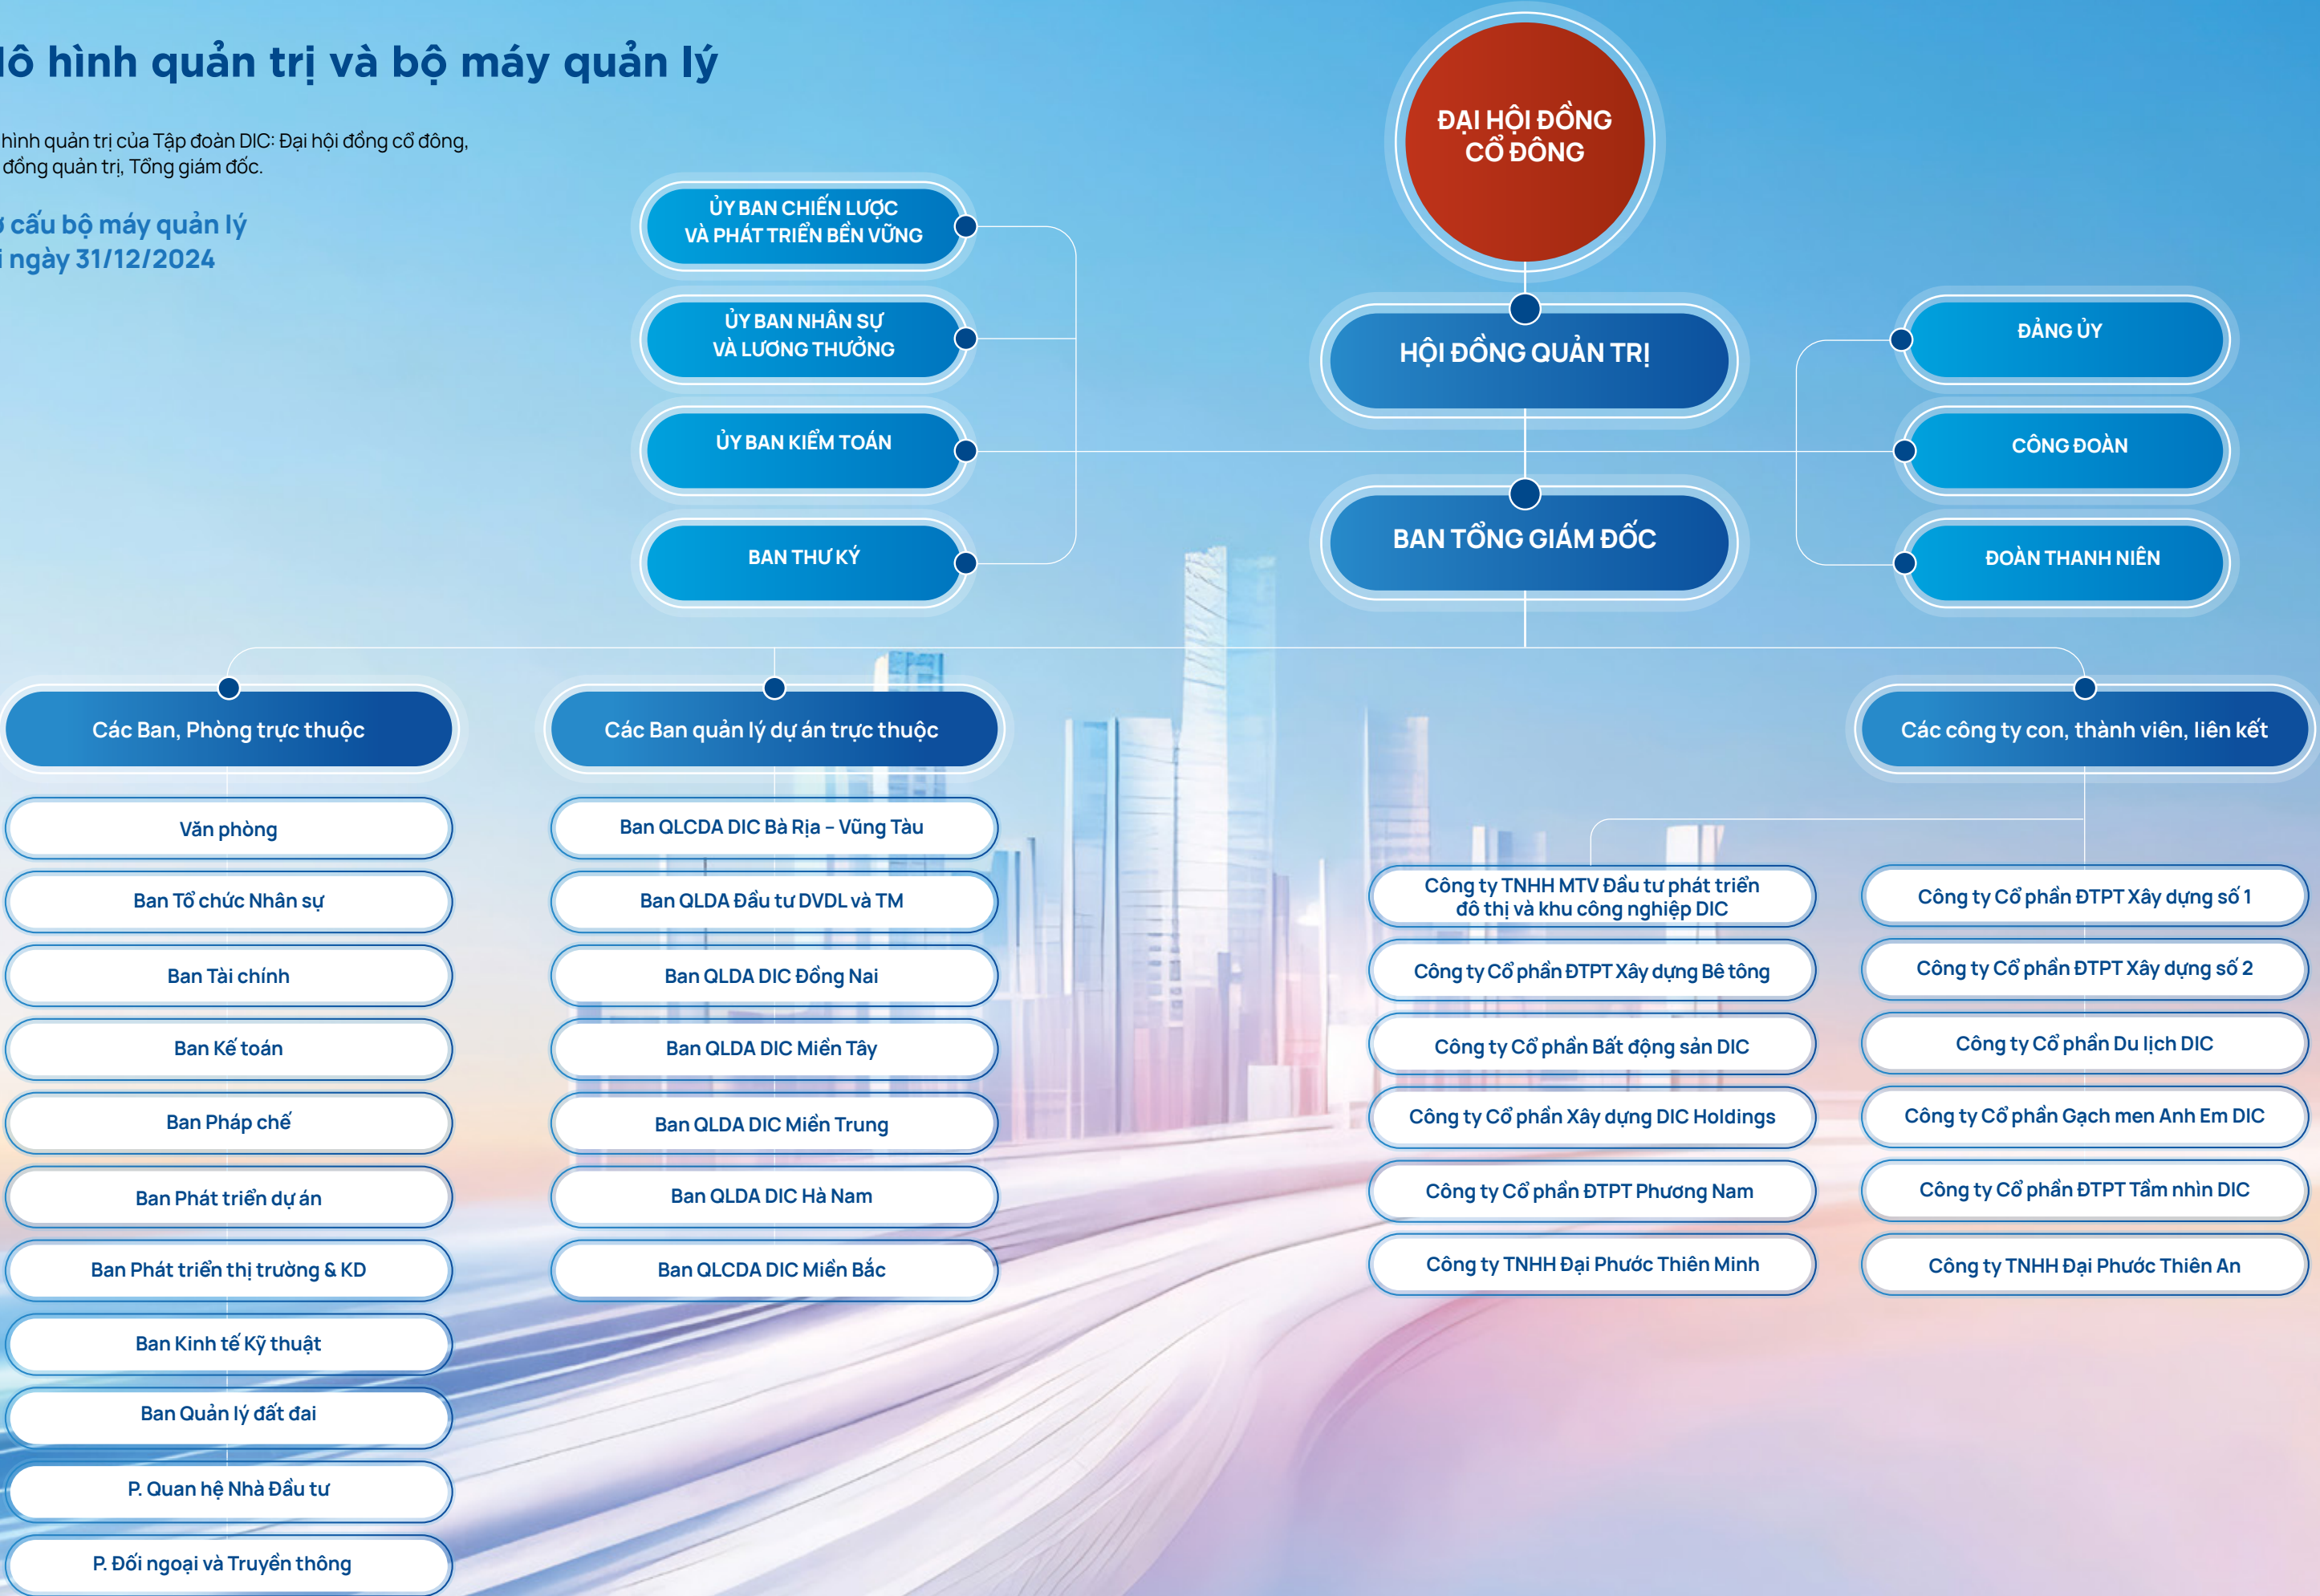 lô hình quản trị và bộ máy quản lý
hình quản trị của Tập đoàn DIC: Đại hội đồng cổ đông,
đồng quản trị, Tổng giám đốc.
cấu bộ máy quản lý
ngày 31/12/2024
ĐẠI HỘI ĐỒNG
CỔ ĐÔNG
HỘI ĐỒNG QUẢN TRỊ
BAN TỔNG GIÁM ĐỐC
ỦY BAN CHIẾN LƯỢC
VÀ PHÁT TRIỂN BỀN VỮNG
ỦY BAN NHÂN SỰ
VÀ LƯƠNG THƯỞNG
ỦY BAN KIỂM TOÁN
BAN THƯ KÝ
ĐẢNG ỦY
CÔNG ĐOÀN
ĐOÀN THANH NIÊN
Các Ban, Phòng trực thuộc
Văn phòng
Ban Tổ chức Nhân sự
Ban Tài chính
Ban Kế toán
Ban Pháp chế
Ban Phát triển dự án
Ban Phát triển thị trường & KD
Ban Kinh tế Kỹ thuật
Ban Quản lý đất đai
P. Quan hệ Nhà Đầu tư
P. Đối ngoại và Truyền thông
Các Ban quản lý dự án trực thuộc
Ban QLCDA DIC Bà Rịa – Vũng Tàu
Ban QLDA Đầu tư DVDL và TM
Ban QLDA DIC Đồng Nai
Ban QLDA DIC Miền Tây
Ban QLDA DIC Miền Trung
Ban QLDA DIC Hà Nam
Ban QLCDA DIC Miền Bắc
Các công ty con, thành viên, liên kết
Công ty TNHH MTV Đầu tư phát triển
đô thị và khu công nghiệp DIC
Công ty Cổ phần ĐTPT Xây dựng Bê tông
Công ty Cổ phần Bất động sản DIC
Công ty Cổ phần Xây dựng DIC Holdings
Công ty Cổ phần ĐTPT Phương Nam
Công ty TNHH Đại Phước Thiên Minh
Công ty Cổ phần ĐTPT Xây dựng số 1
Công ty Cổ phần ĐTPT Xây dựng số 2
Công ty Cổ phần Du lịch DIC
Công ty Cổ phần Gạch men Anh Em DIC
Công ty Cổ phần ĐTPT Tầm nhìn DIC
Công ty TNHH Đại Phước Thiên An